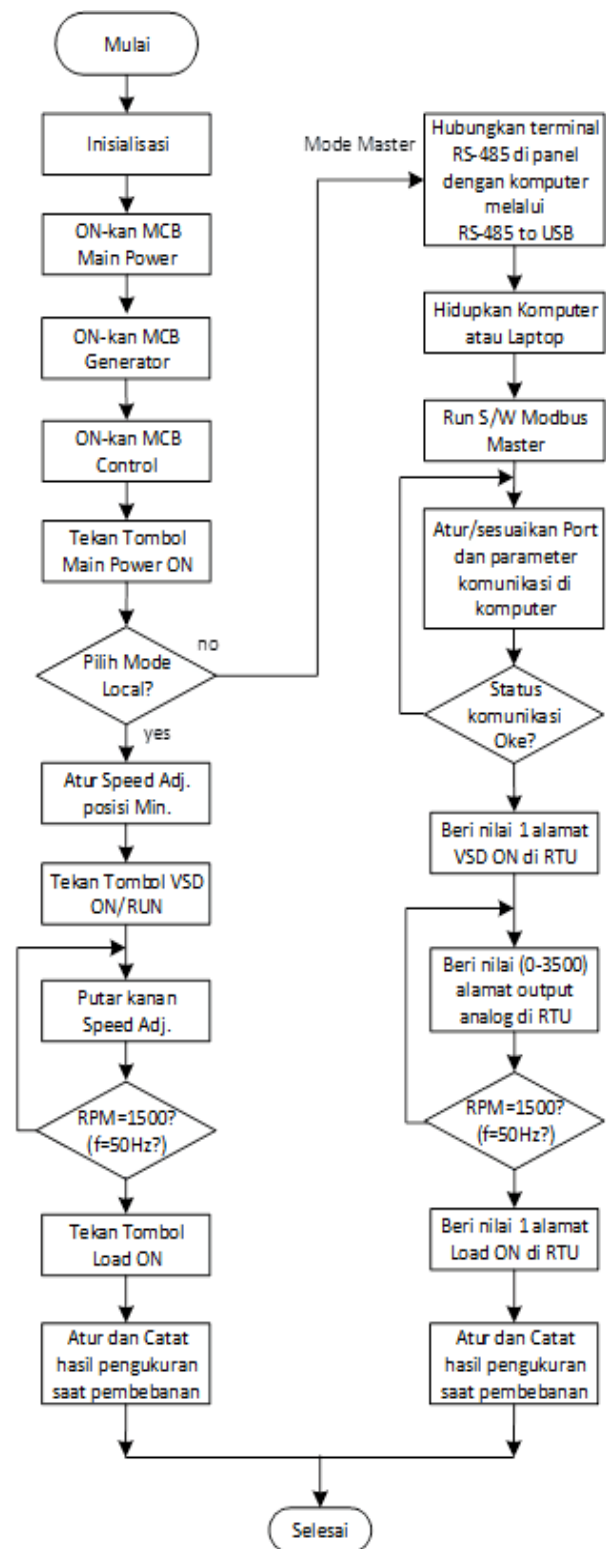 Mulai
Inisialisasi
ON-kan MCB
Main Power
ON-kan MCB
Generator
ON-kan MCB
Control
Tekan Tombol
Main Power ON
Pilih Mode
Local?
no
yes
Atur Speed Adj.
posisi Min.
Tekan Tombol VSD
ON/RUN
Putar kanan
Speed Adj.
RPM=1500?
(f=50Hz?)
Tekan Tombol
Load ON
Atur dan Catat
hasil pengukuran
saat pembebanan
Mode Master
Hubungkan terminal
RS-485 di panel
dengan komputer
melalui
RS-485 to USB
Hidupkan Komputer
atau Laptop
Run S/W Modbus
Master
Atur/sesuaikan Port
dan parameter
komunikasi di
komputer
Status
komunikasi
Oke?
Beri nilai 1 alamat
VSD ON di RTU
Beri nilai (0-3500)
alamat output
analog di RTU
RPM=1500?
(f=50Hz?)
Beri nilai 1 alamat
Load ON di RTU
Atur dan Catat
hasil pengukuran
saat pembebanan
Selesai